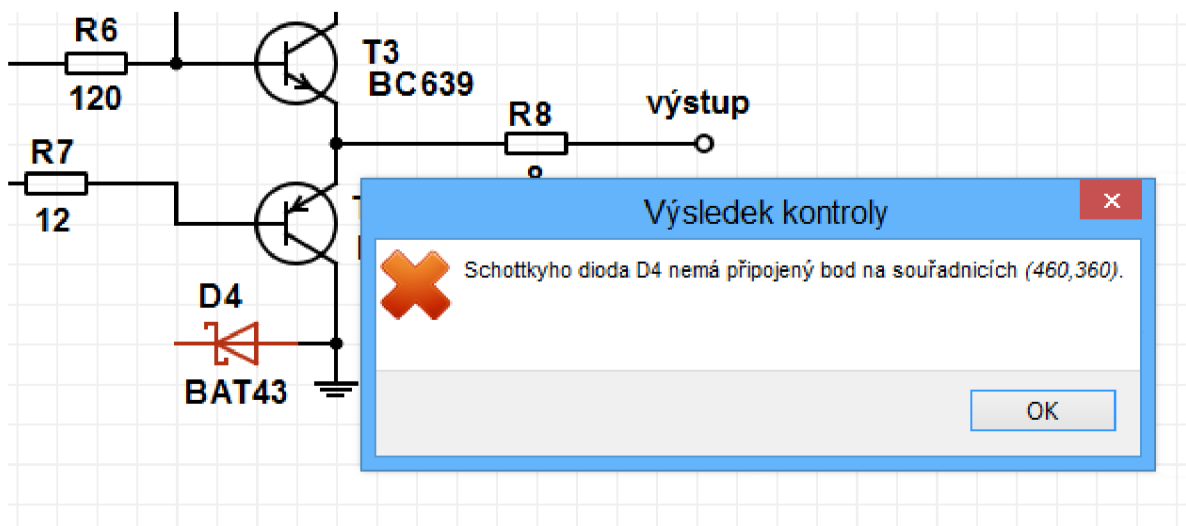 R6
120
T3
BC639
R8
výstup
R7
12
D4
BAT43
Výsledek kontroly
Schottkyho dioda D4 nemá připojený bod na souřadnicích (460,360).
OK